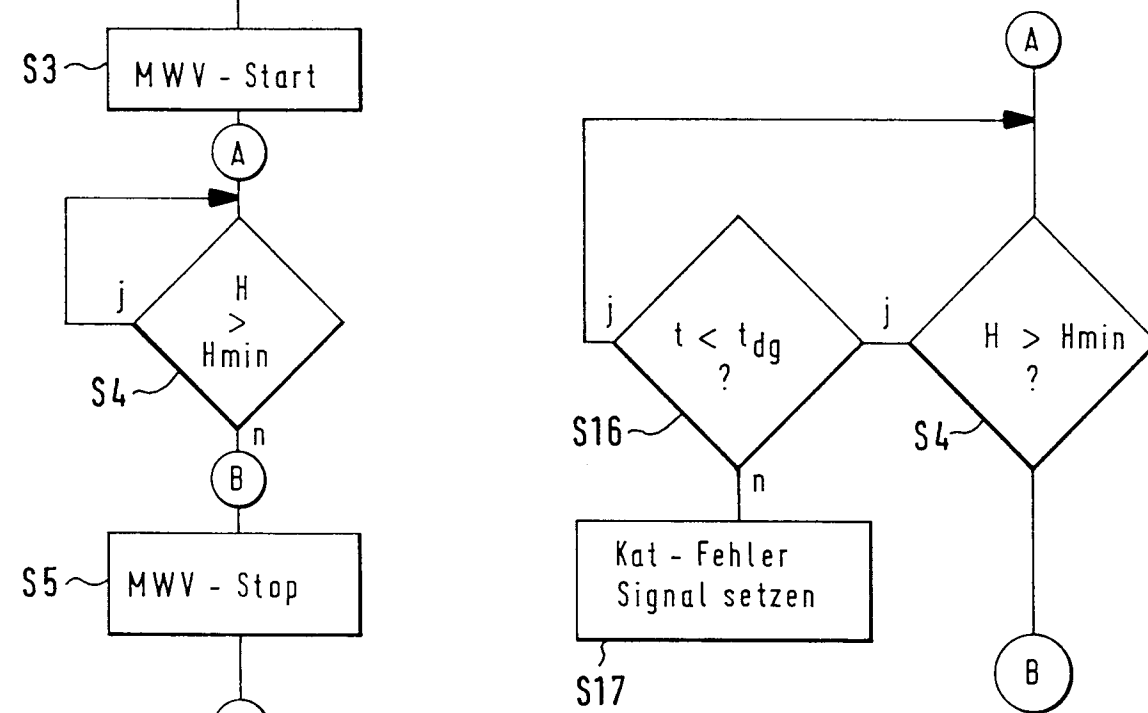 S3
MWV - Start
A
j
H
>
Hmin
S4
n
B
S5
MWV - Stop
A
j
t < tdg
?
S16
n
j
H > Hmin
?
S4
Kat - Fehler
Signal setzen
S17
B